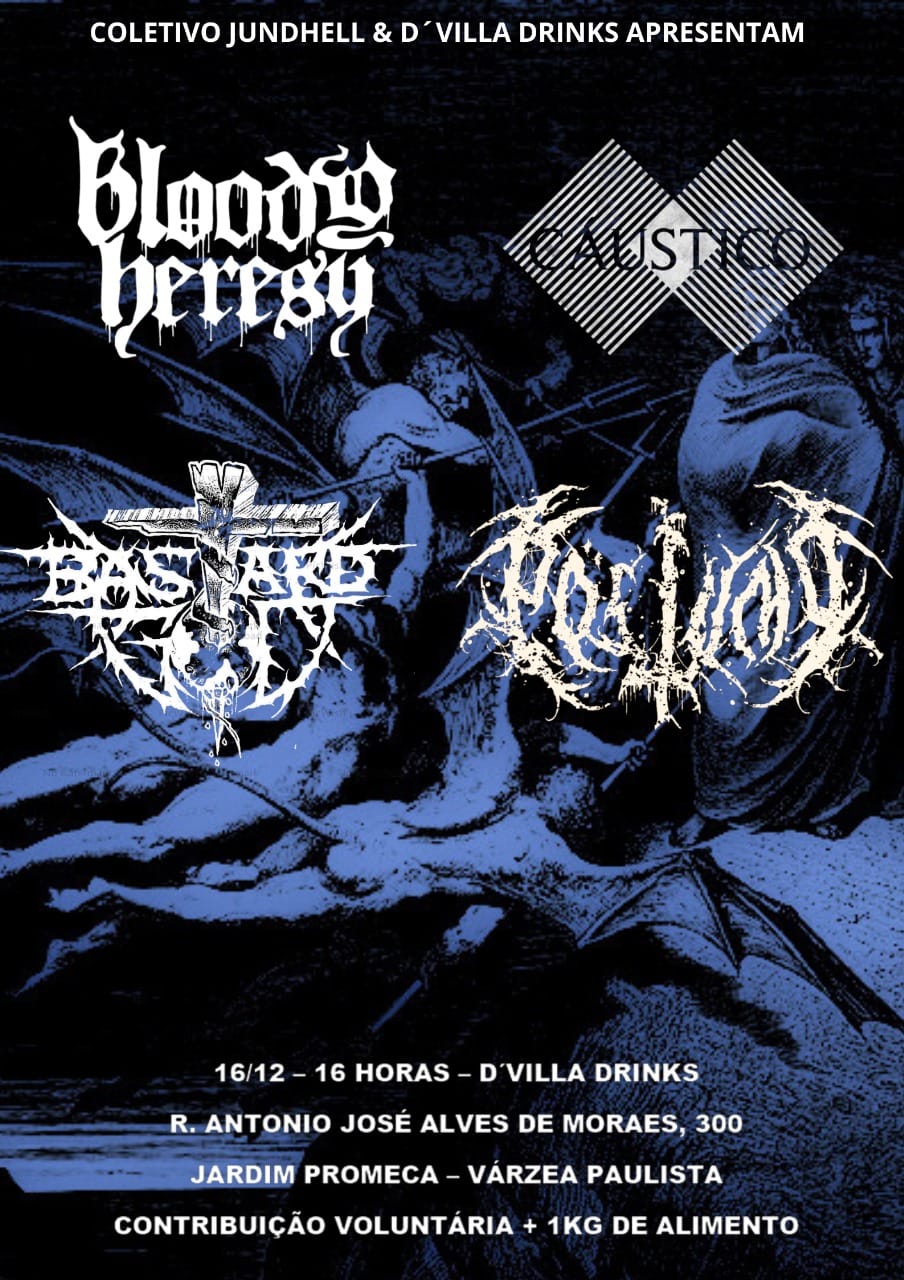 COLETIVO JUNDHELL & D´VILLA DRINKS APRESENTAM
bloody
heresy
CÁUSTICO
BASTARD
GOD
16/12 – 16 HORAS – D´VILLA DRINKS
R. ANTONIO JOSÉ ALVES DE MORAES, 300
JARDIM PROMECA – VÁRZEA PAULISTA
CONTRIBUIÇÃO VOLUNTÁRIA + 1KG DE ALIMENTO